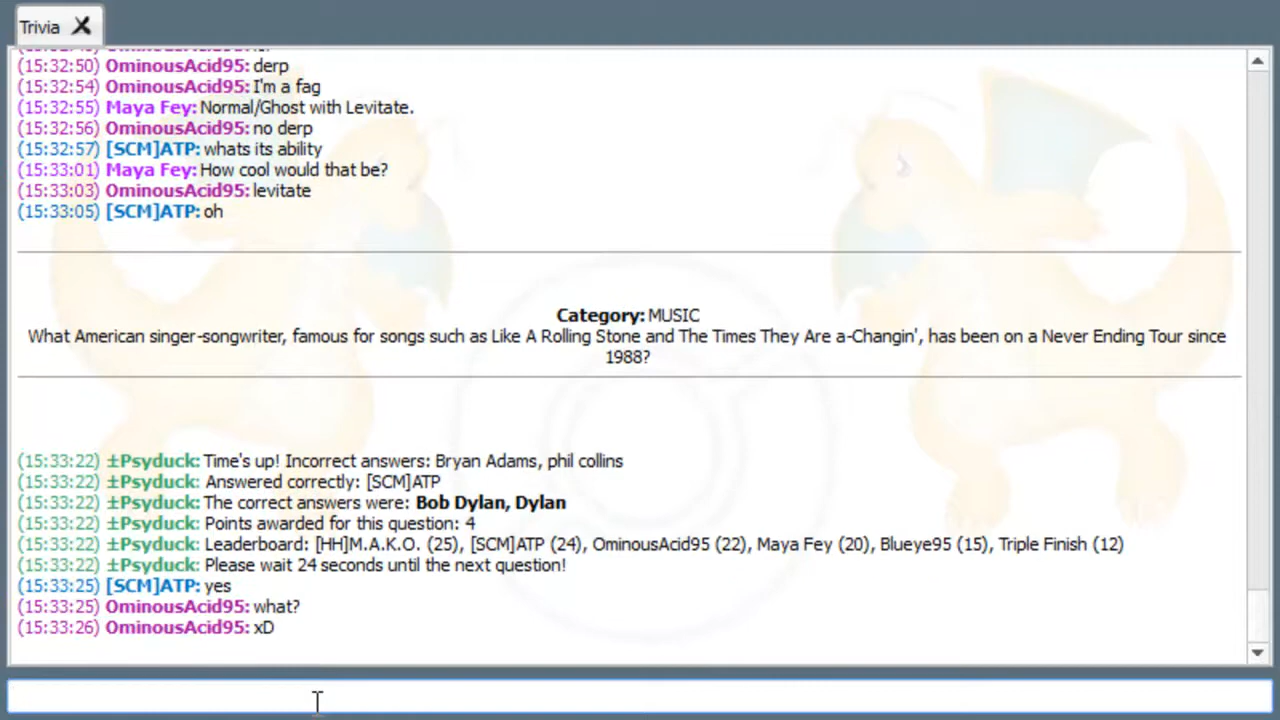 Trivia
(15:32:50) OminousAcid95: derp
(15:32:54) OminousAcid95: I'm a fag
(15:32:55) Maya Fey: Normal/Ghost with Levitate.
(15:32:56) OminousAcid95: no derp
(15:32:57) [SCM]ATP: whats its ability
(15:33:01) Maya Fey: How cool would that be?
(15:33:03) OminousAcid95: levitate
(15:33:05) [SCM]ATP: oh
Category: MUSIC
What American singer-songwriter, famous for songs such as Like A Rolling Stone and The Times They Are a-Changin', has been on a Never Ending Tour since
1988?
(15:33:22) ±Psyduck: Time's up! Incorrect answers: Bryan Adams, phil collins
(15:33:22) ±Psyduck: Answered correctly: [SCM]ATP
(15:33:22) ±Psyduck: The correct answers were: Bob Dylan, Dylan
(15:33:22) ±Psyduck: Points awarded for this question: 4
(15:33:22) ±Psyduck: Leaderboard: [HH]M.A.K.O. (25), [SCM]ATP (24), OminousAcid95 (22), Maya Fey (20), Blueye95 (15), Triple Finish (12)
(15:33:22) ±Psyduck: Please wait 24 seconds until the next question!
(15:33:25) [SCM]ATP: yes
(15:33:25) OminousAcid95: what?
(15:33:26) OminousAcid95: xD